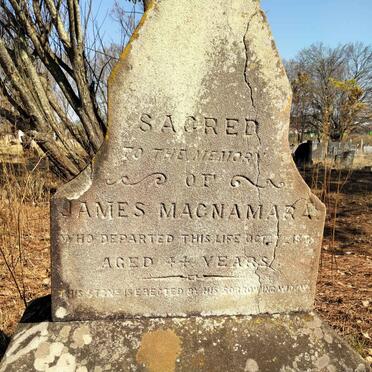 SACRED
TO THE MEMORY
OF
JAMES MACNAMARA
WHO DEPARTED THIS LIFE OCT
AGED 44 YEARS
THIS STONE IS ERECTED BY HIS SORROWING WIDOW